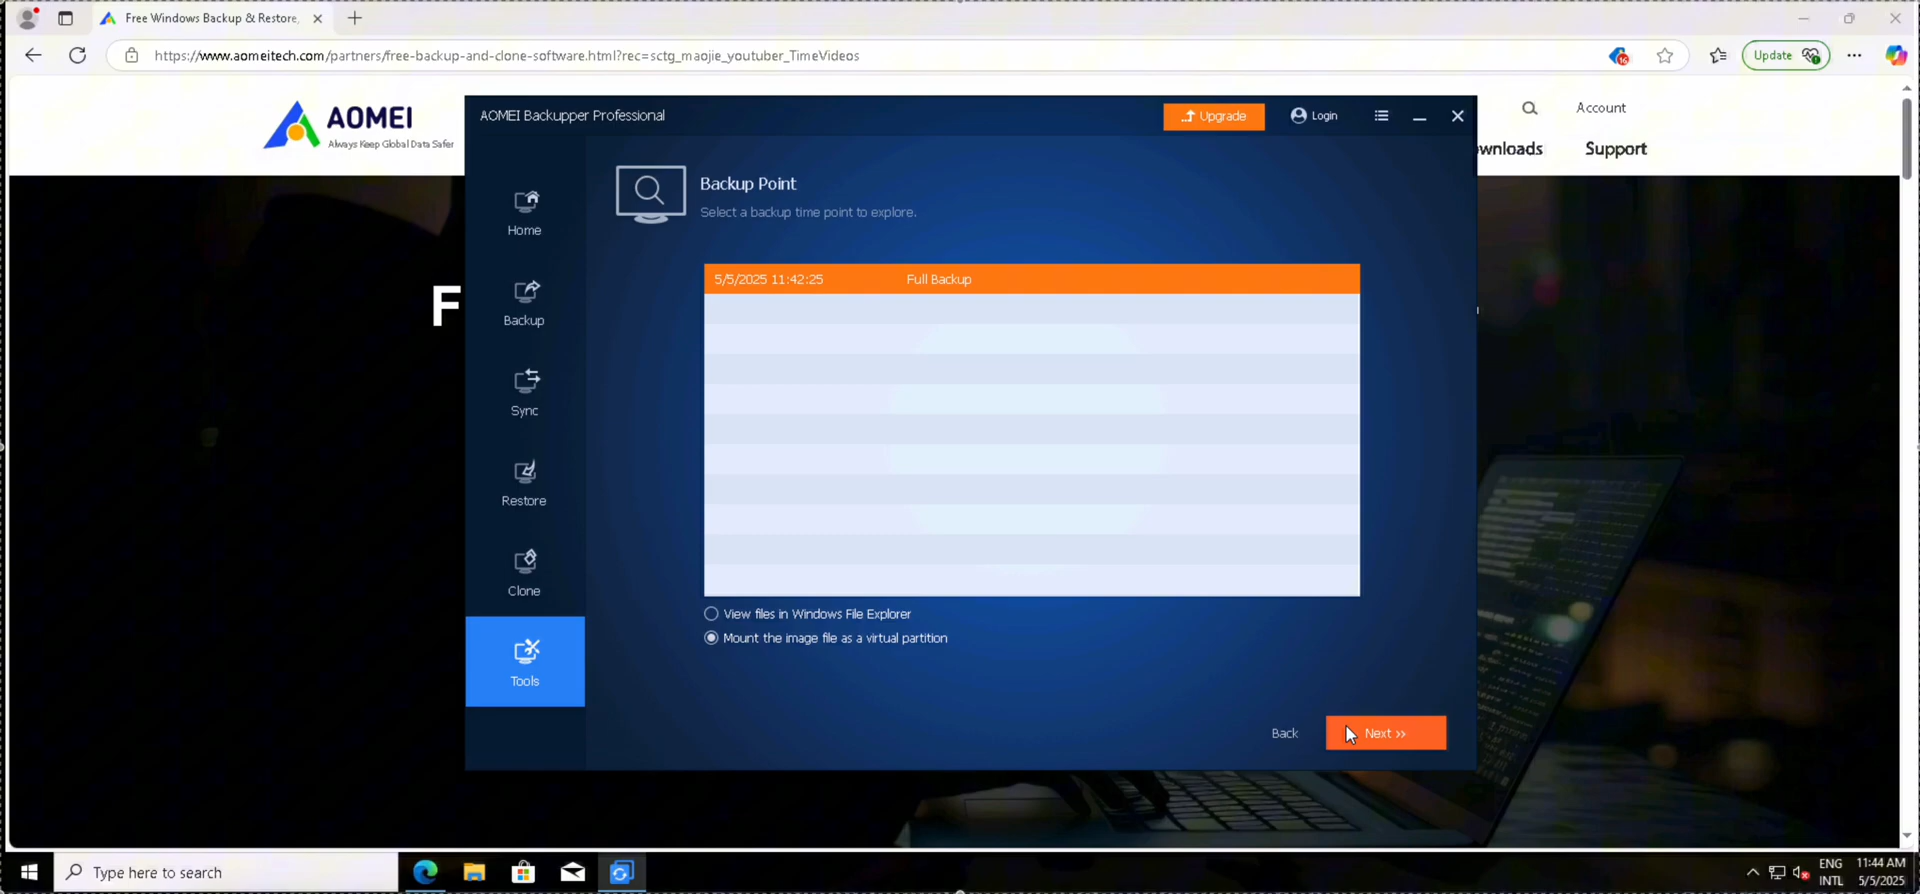 Free Windows Backup & Restore,
https://www.aomeitech.com/partners/free-backup-and-clone-software.html?rec=sctg_maojie_youtuber_TimeVideos
16
Update
AOMEI
Always Keep Global Data Safer
Account
wnloads
Support
F
AOMEI Backupper Professional
Upgrade
Login
Home
Backup
Sync
Restore
Clone
Tools
Backup Point
Select a backup time point to explore.
5/5/2025 11:42:25 Full Backup
View files in Windows File Explorer
Mount the image file as a virtual partition
Back
Next >>
Type here to search
ENG
INTL
11:44 AM
5/5/2025